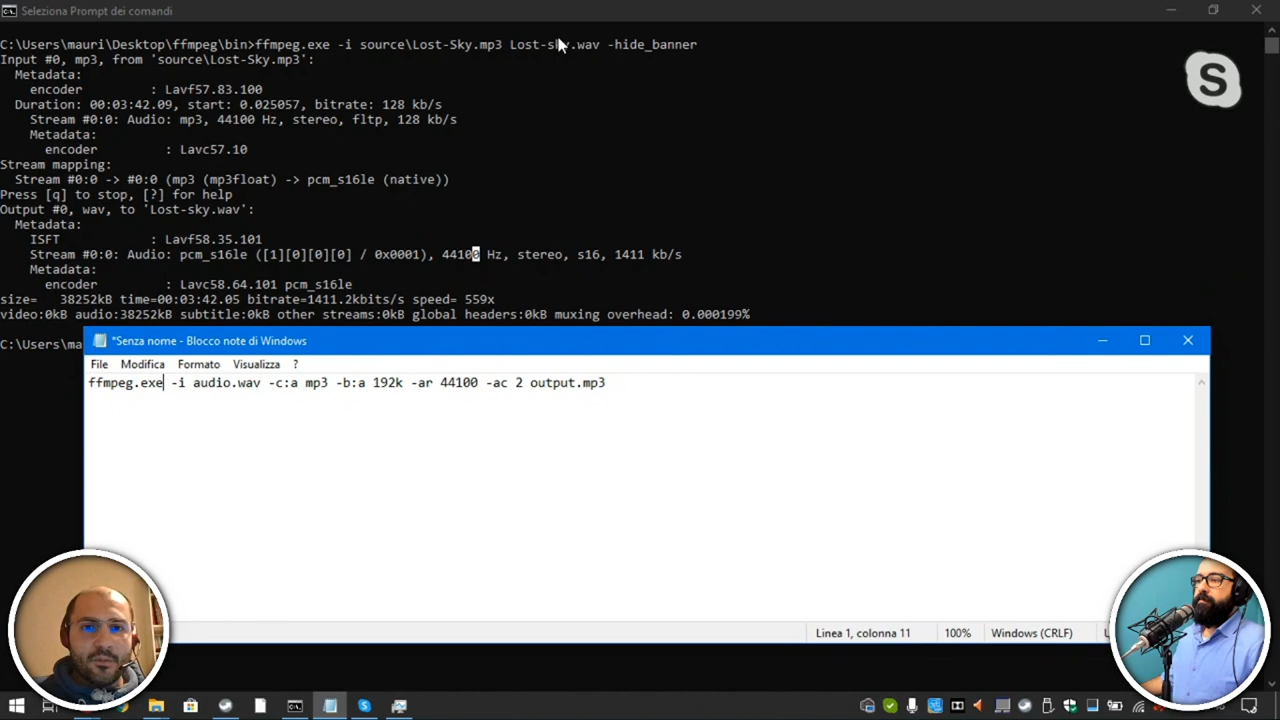 Seleziona Prompt dei comandi
C:\Users\mauri\Desktop\ffmpeg\bin>ffmpeg.exe -i source\Lost-Sky.mp3 Lost-sky.wav -hide_banner
Input #0, mp3, from 'source\Lost-Sky.mp3':
Metadata:
encoder : Lavf57.83.100
Duration: 00:03:42.09, start: 0.025057, bitrate: 128 kb/s
Stream #0:0: Audio: mp3, 44100 Hz, stereo, fltp, 128 kb/s
Metadata:
encoder : Lavc57.10
Stream mapping:
Stream #0:0 -> #0:0 (mp3 (mp3float) -> pcm_s16le (native))
Press [q] to stop, [?] for help
Output #0, wav, to 'Lost-sky.wav':
Metadata:
ISFT : Lavf58.35.101
Stream #0:0: Audio: pcm_s16le ([1][0][0][0] / 0x0001), 44100 Hz, stereo, s16, 1411 kb/s
Metadata:
encoder : Lavc58.64.101 pcm_s16le
size= 38252kB time=00:03:42.05 bitrate=1411.2kbits/s speed= 559x
video:0kB audio:38252kB subtitle:0kB other streams:0kB global headers:0kB muxing overhead: 0.000199%
C:\Users\ma
*Senza nome - Blocco note di Windows
File Modifica Formato Visualizza ?
ffmpeg.exe -i audio.wav -c:a mp3 -b:a 192k -ar 44100 -ac 2 output.mp3
Linea 1, colonna 11 100% Windows (CRLF)